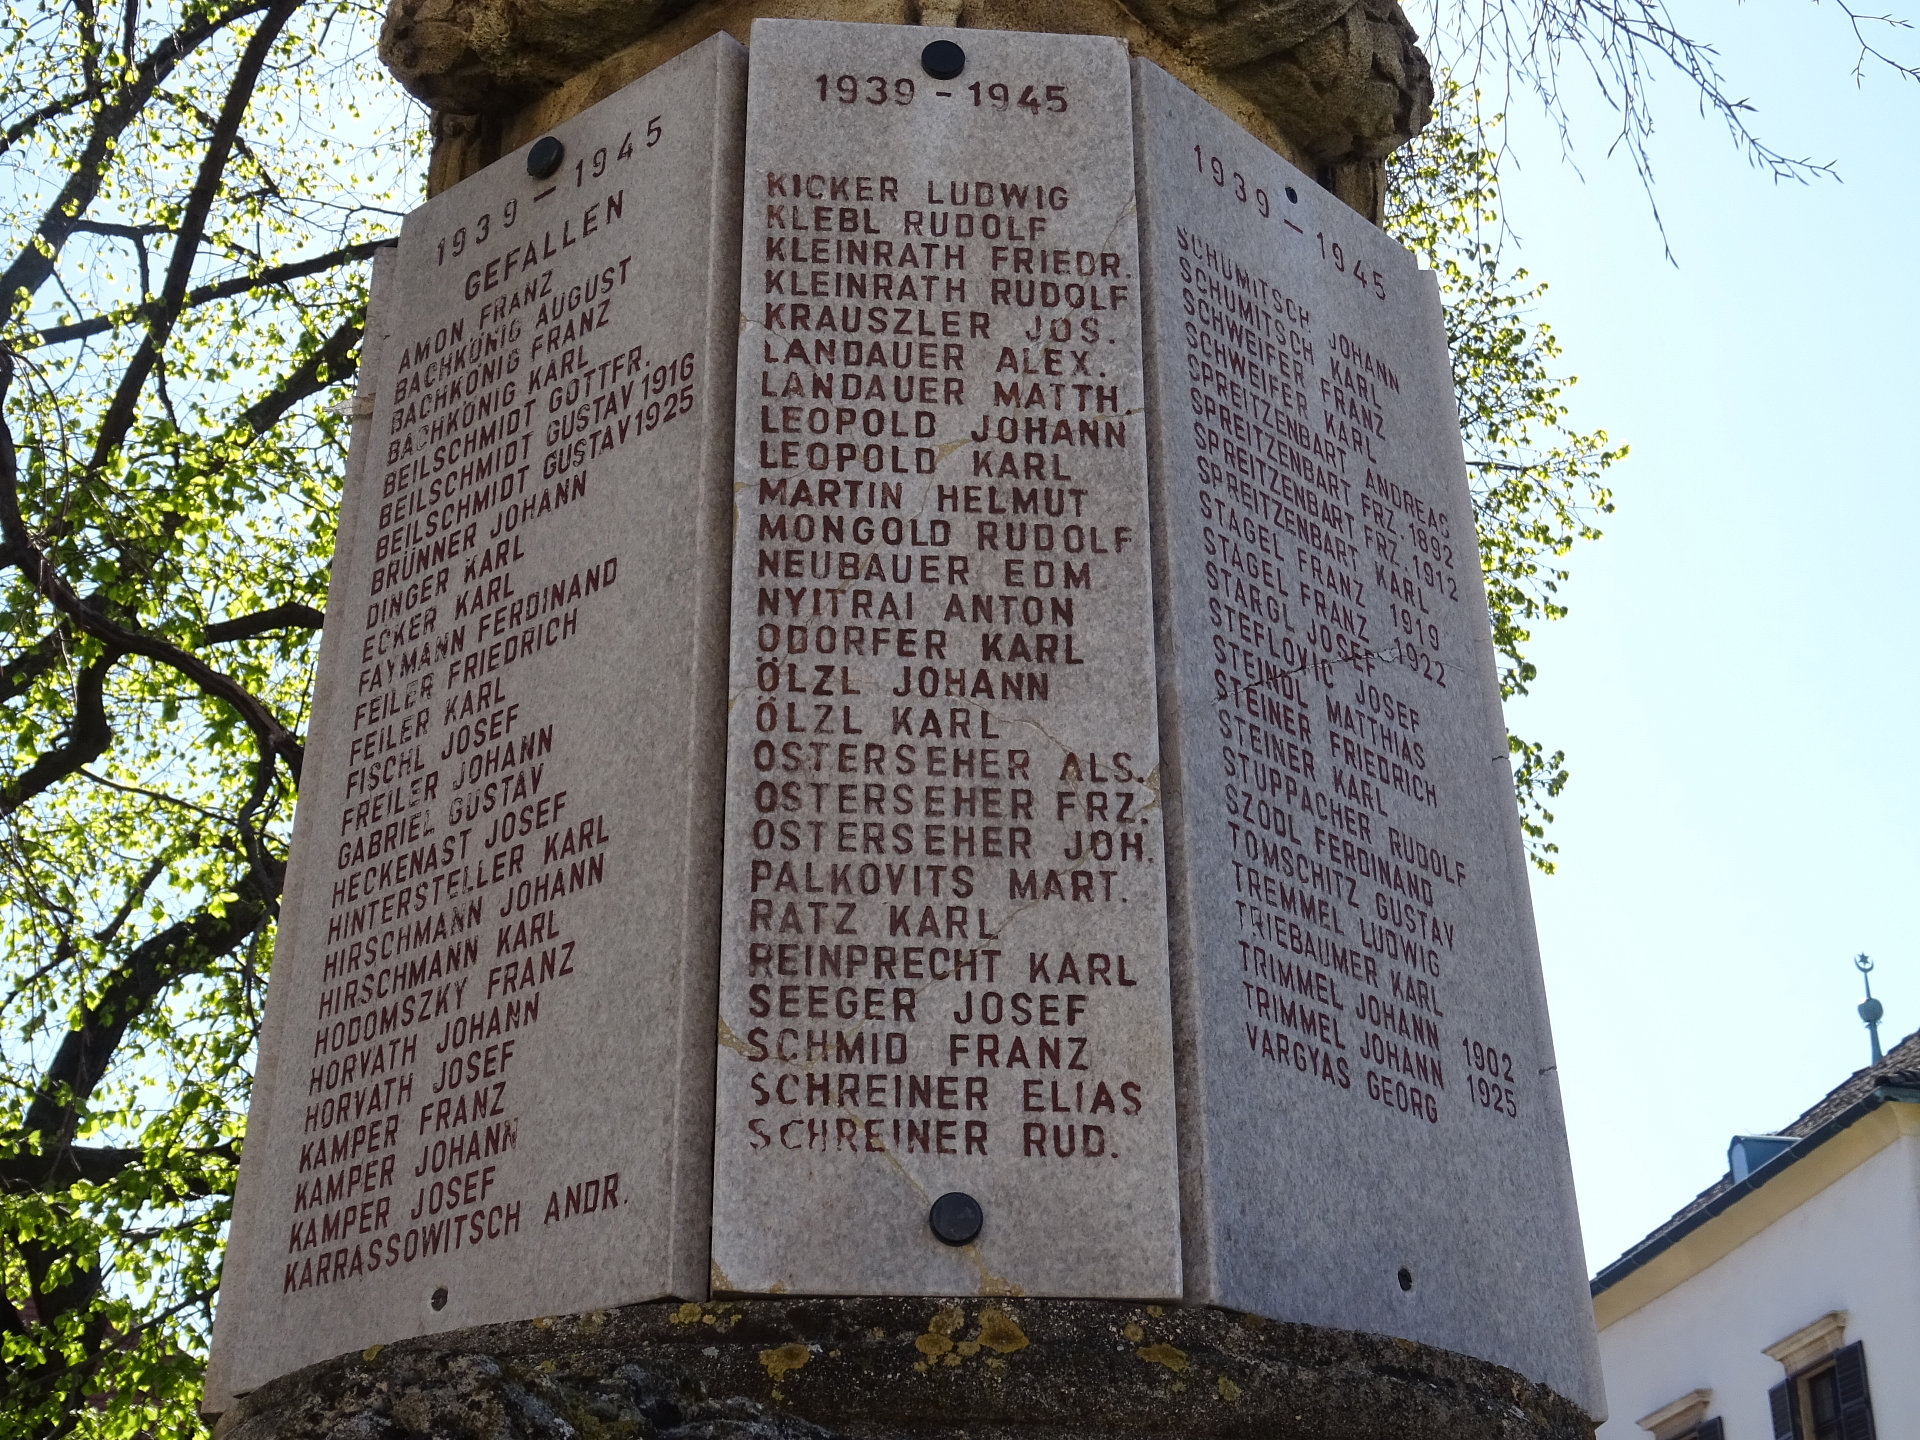 1939 – 1945
GEFALLEN
AMON FRANZ
BACHKÖNIG AUGUST
BACHKÖNIG FRANZ
BACHKÖNIG KARL
BEILSCHMIDT GOTTFR.
BEILSCHMIDT GUSTAV 1916
BEILSCHMIDT GUSTAV 1925
BRÜNNER JOHANN
DINGER KARL
ECKER KARL
FAYMANN FERDINAND
FEILER FRIEDRICH
FEILER KARL
FISCHL JOSEF
FREILER JOHANN
GABRIEL GUSTAV
HECKENAST JOSEF
HINTERSTELLER KARL
HIRSCHMANN JOHANN
HIRSCHMANN KARL
HODOMSZKY FRANZ
HORVATH JOHANN
HORVATH JOSEF
KAMPER FRANZ
KAMPER JOHANN
KAMPER JOSEF
KARRASSOWITSCH ANDR.
1939 – 1945
KICKER LUDWIG
KLEBL RUDOLF
KLEINRATH FRIEDR.
KLEINRATH RUDOLF
KRAUSZLER JOS.
LANDAUER ALEX.
LANDAUER MATTH.
LEOPOLD JOHANN
LEOPOLD KARL
MARTIN HELMUT
MONGOLD RUDOLF
NEUBAUER EDM
NYITRAI ANTON
ODORFER KARL
ÖLZL JOHANN
ÖLZL KARL
OSTERSEHER ALS.
OSTERSEHER FRZ.
OSTERSEHER JOH.
PALKOVITS MART.
RATZ KARL
REINPRECHT KARL
SEEGER JOSEF
SCHMID FRANZ
SCHREINER ELIAS
SCHREINER RUD.
1939 – 1945
SCHUMITSCH JOHANN
SCHUMITSCH KARL
SCHWEIFER FRANZ
SCHWEIFER KARL
SPREITZENBART ANDREAS
SPREITZENBART FRZ. 1892
SPREITZENBART FRZ. 1912
SPREITZENBART KARL
STAGEL FRANZ 1919
STAGEL FRANZ 1922
STARGL JOSEF
STEFLOVIC JOSEF
STEINDL MATTHIAS
STEINER FRIEDRICH
STEINER KARL
STUPPACHER RUDOLF
SZODL FERDINAND
TOMSCHITZ GUSTAV
TREMMEL LUDWIG
TRIEBAUMER KARL
TRIMMEL JOHANN 1902
TRIMMEL JOHANN 1925
VARGYAS GEORG